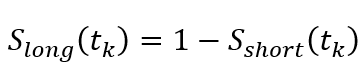 S_long(t_k) = 1 − S_short(t_k)